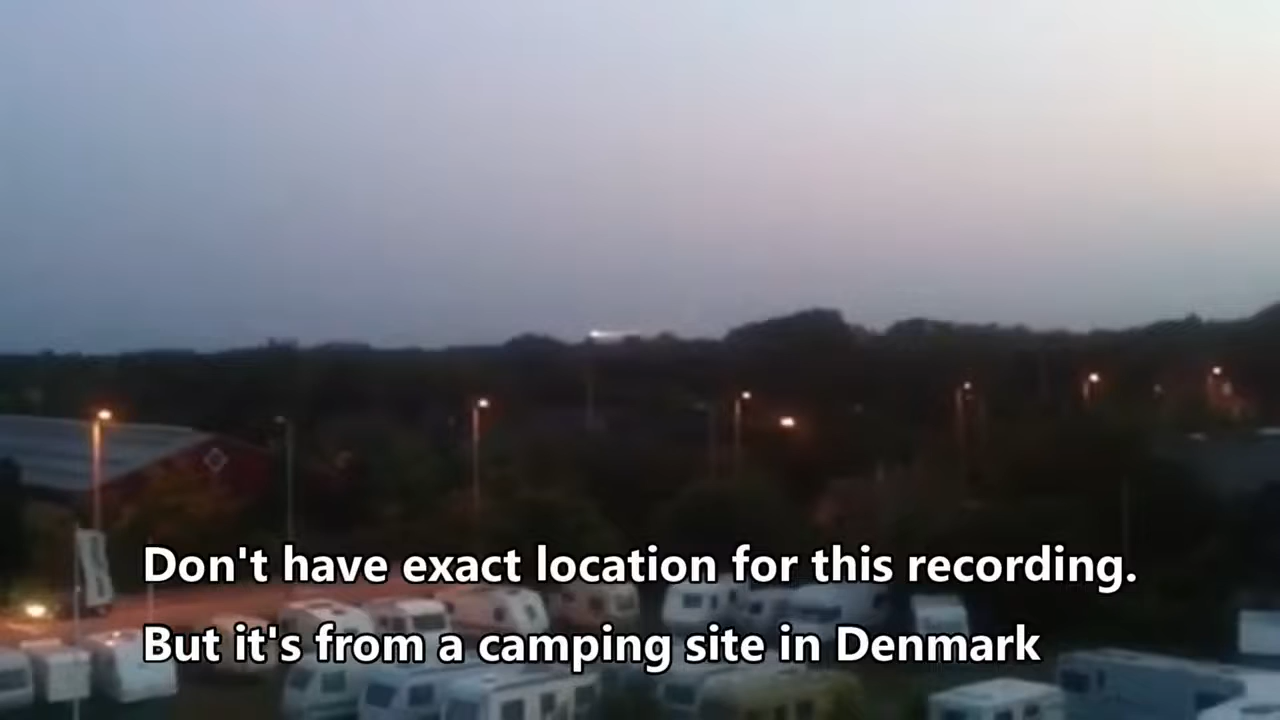 Don't have exact location for this recording.
But it's from a camping site in Denmark